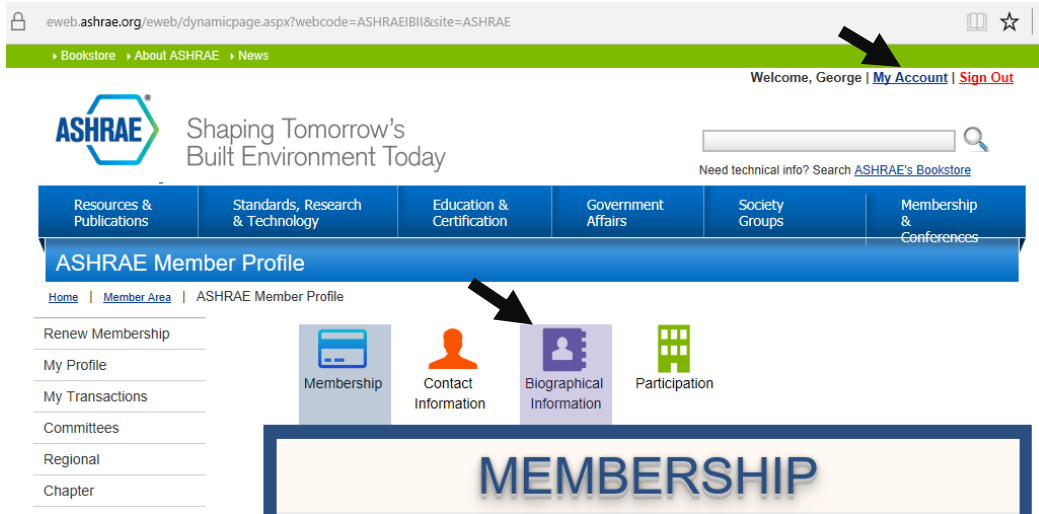 eweb.ashrae.org/eweb/dynamicpage.aspx?webcode=ASHRAEIBII&site=ASHRAE
Bookstore About ASHRAE News
Welcome, George | My Account | Sign Out
ASHRAE
Shaping Tomorrow's
Built Environment Today
Need technical info? Search ASHRAE's Bookstore
Resources &
Publications
Standards, Research
& Technology
Education &
Certification
Government
Affairs
Society
Groups
Membership
&
Conferences
ASHRAE Member Profile
Home | Member Area | ASHRAE Member Profile
Renew Membership
My Profile
My Transactions
Committees
Regional
Chapter
Membership
Contact
Information
Biographical
Information
Participation
MEMBERSHIP